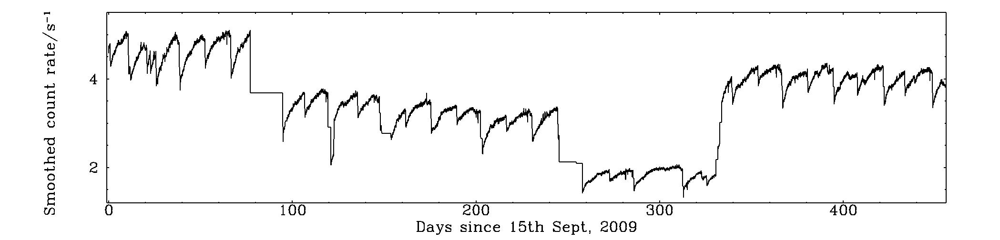 Smoothed count rate/s⁻¹
4
2
0 100 200 300 400
Days since 15th Sept, 2009